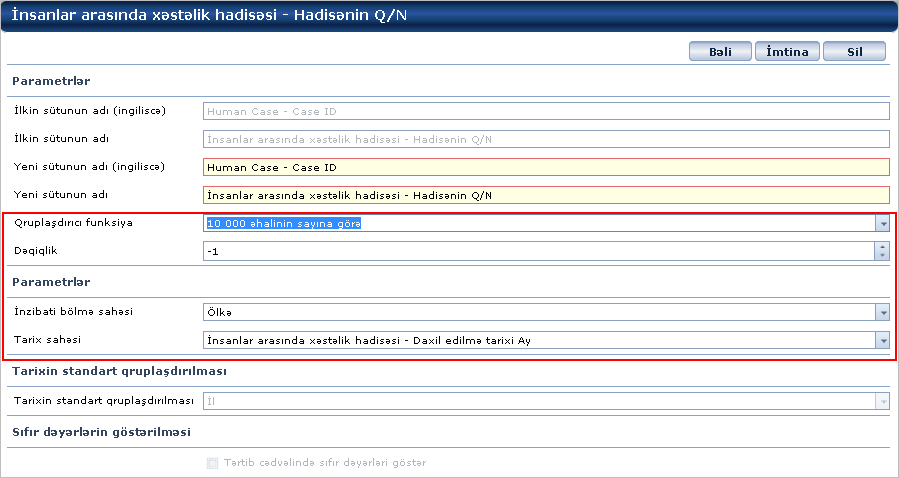 İnsanlar arasında xəstəlik hadisəsi - Hadisənin Q/N
Bəli İmtina Sil
Parametrlər
İlkin sütunun adı (ingiliscə) Human Case - Case ID
İlkin sütunun adı İnsanlar arasında xəstəlik hadisəsi - Hadisənin Q/N
Yeni sütunun adı (ingiliscə) Human Case - Case ID
Yeni sütunun adı İnsanlar arasında xəstəlik hadisəsi - Hadisənin Q/N
Qruplaşdırıcı funksiya 10 000 əhalinin sayına görə
Dəqiqlik -1
Parametrlər
İnzibati bölmə sahəsi Ölkə
Tarix sahəsi İnsanlar arasında xəstəlik hadisəsi - Daxil edilmə tarixi Ay
Tarixin standart qruplaşdırılması
Tarixin standart qruplaşdırılması İl
Sıfır dəyərlərin göstərilməsi
Tərtib cədvəlində sıfır dəyərləri göstər